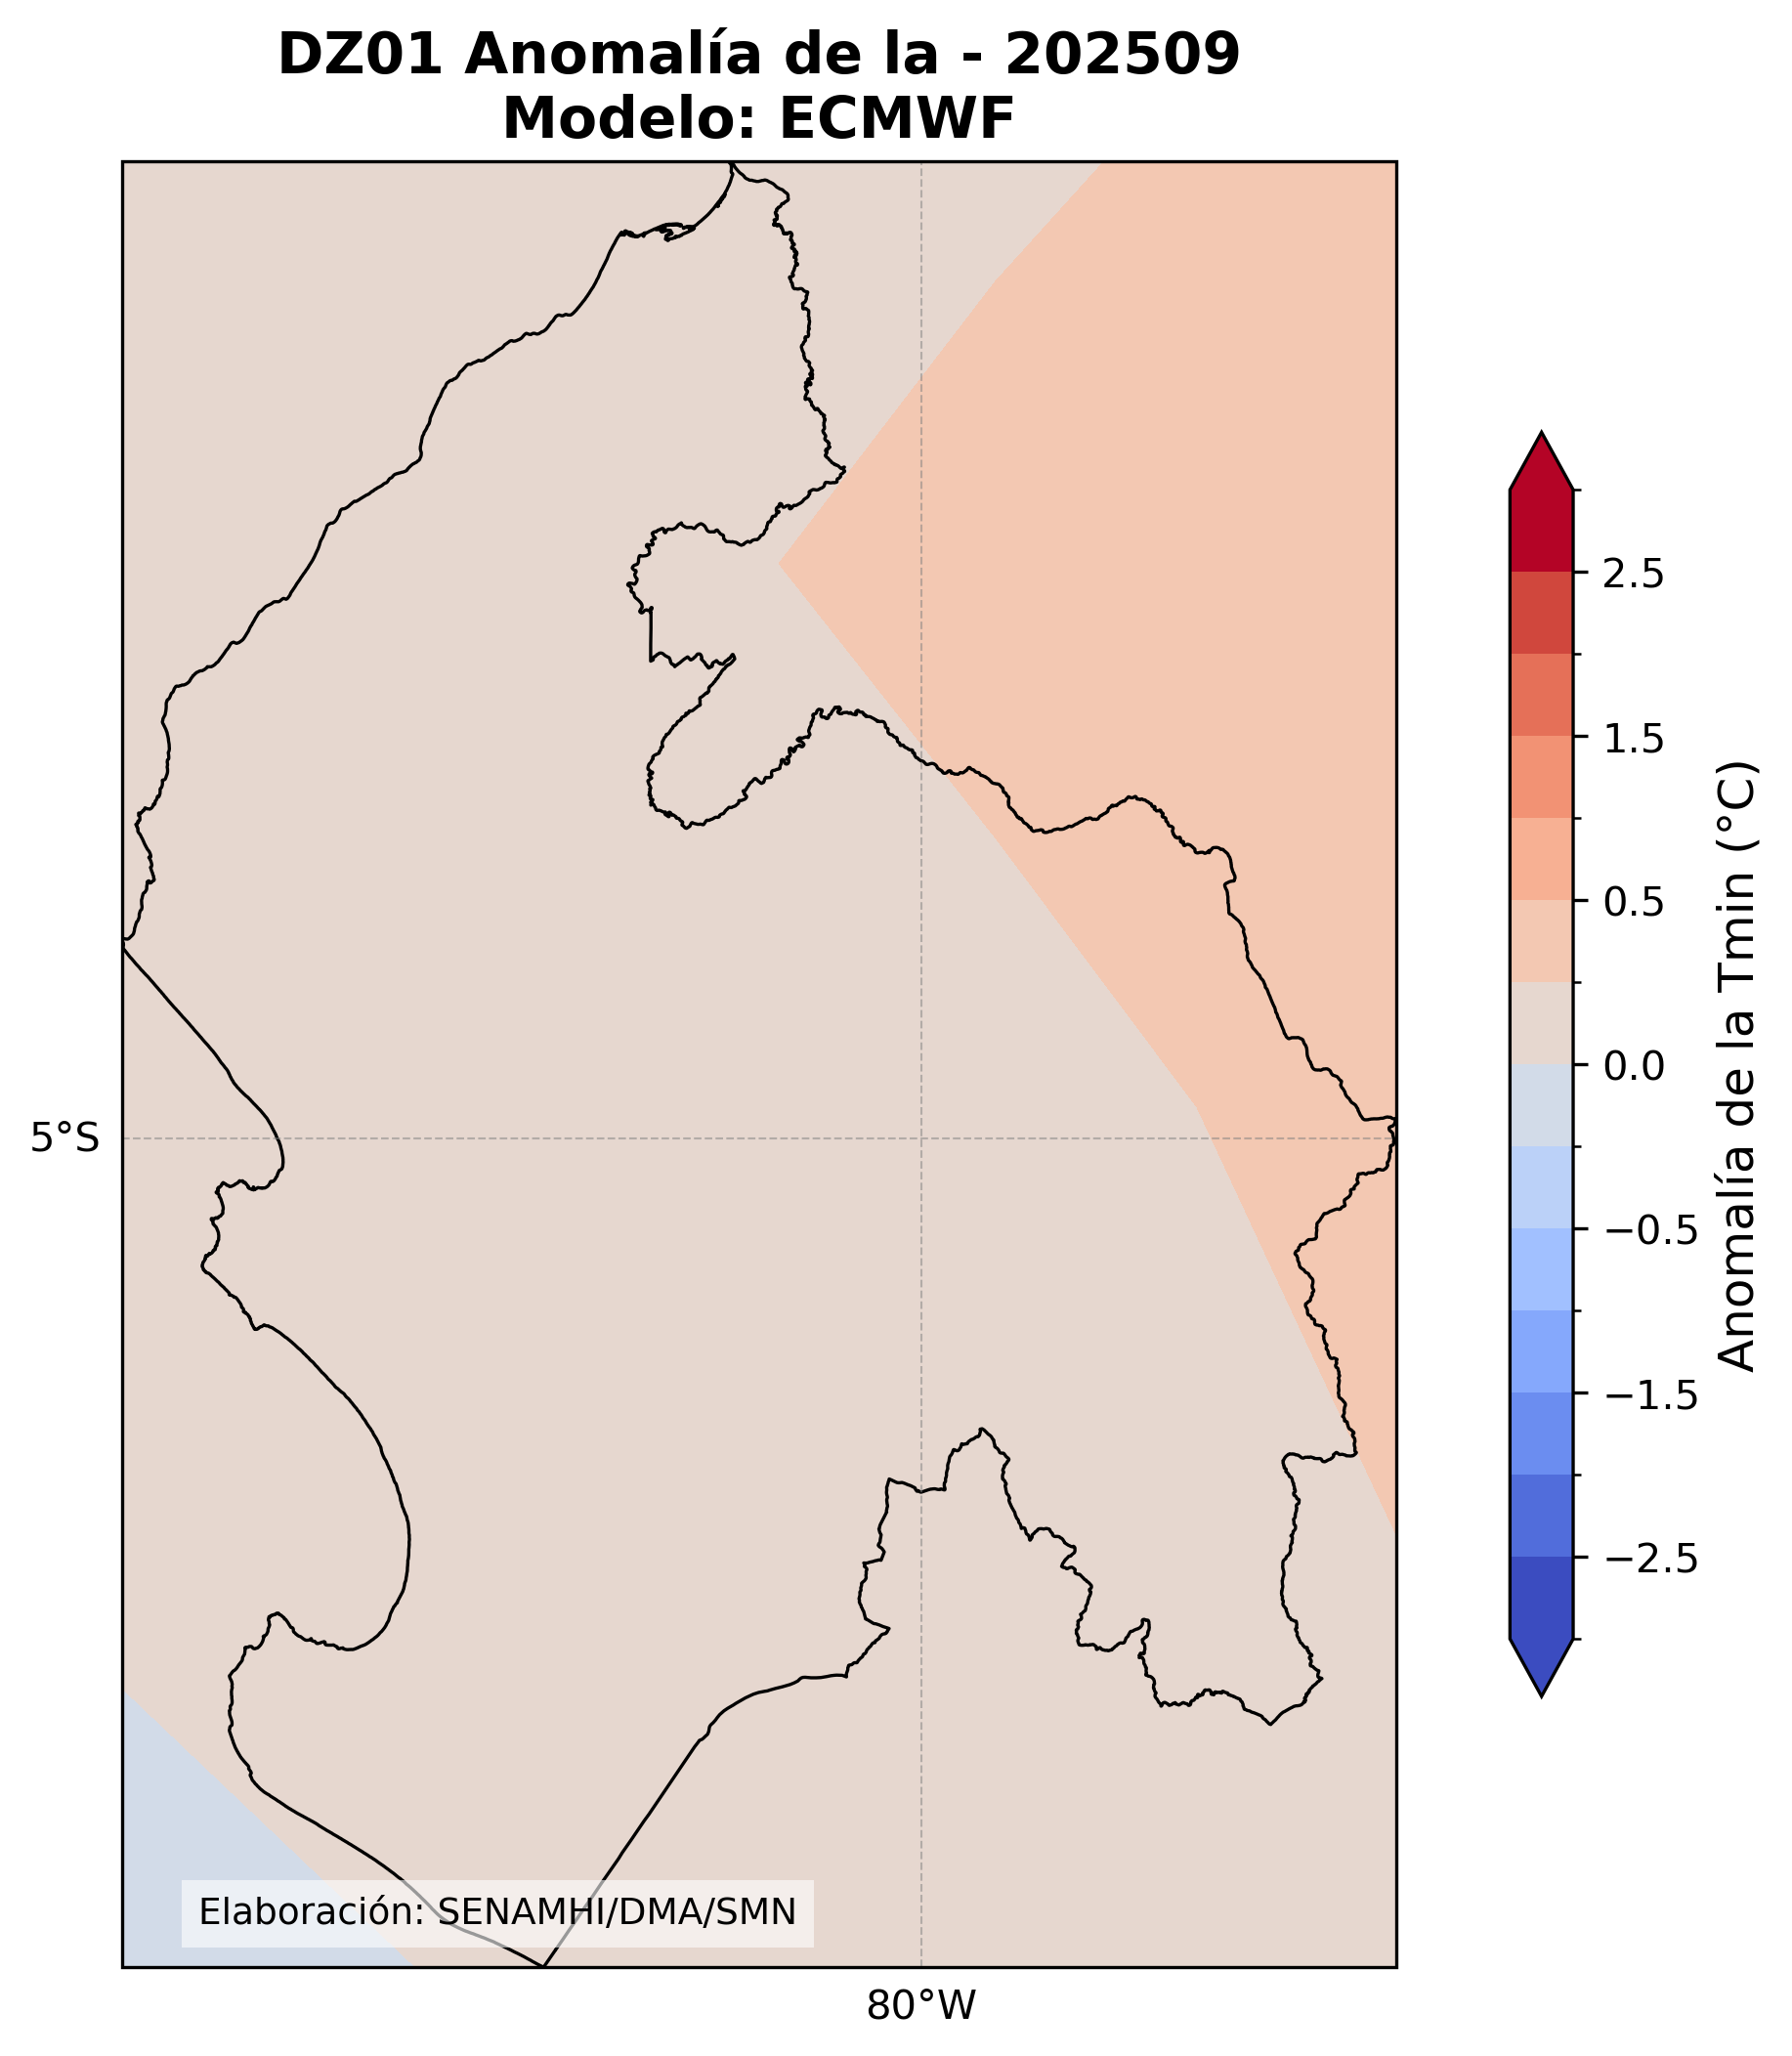 DZ01 Anomalía de la - 202509
Modelo: ECMWF
2.5
1.5
0.5
0.0
−0.5
−1.5
−2.5
Anomalía de la Tmin (°C)
5°S
Elaboración: SENAMHI/DMA/SMN
80°W